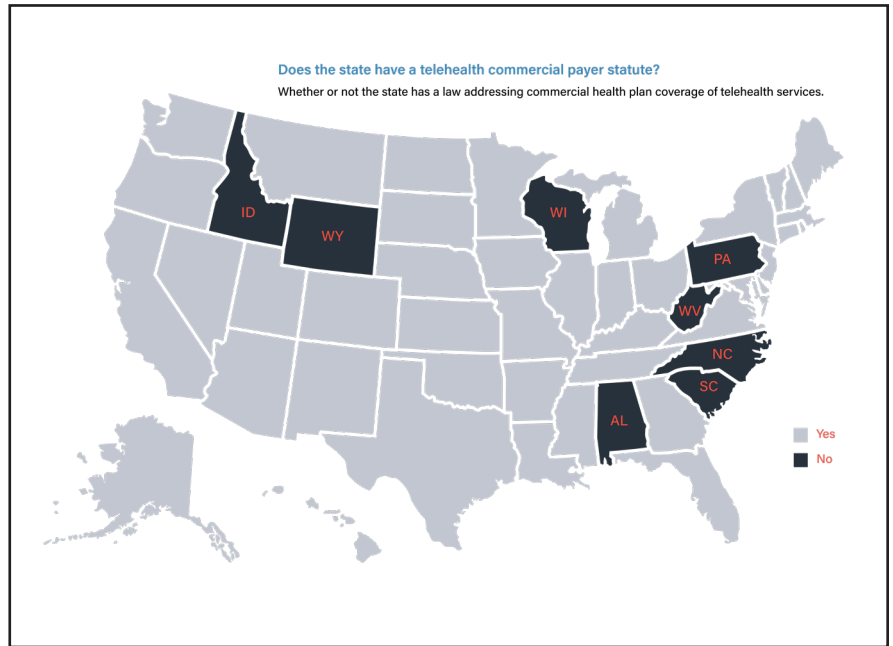 Does the state have a telehealth commercial payer statute?
Whether or not the state has a law addressing commercial health plan coverage of telehealth services.
ID
WY
WI
PA
WV
NC
SC
AL
Yes
No